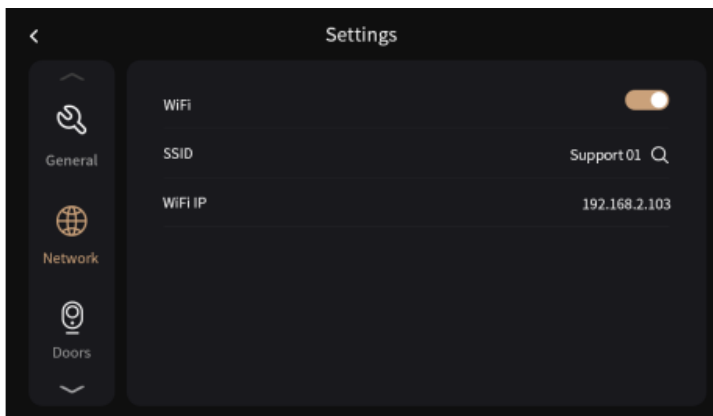 Settings
General
Network
Doors
WiFi
SSID
Support 01
WiFi IP
192.168.2.103